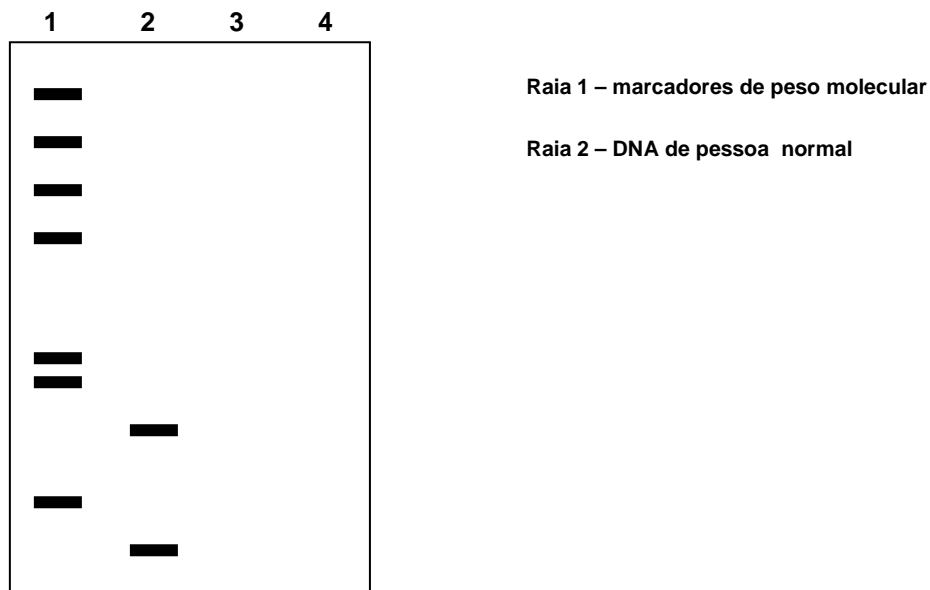 1 2 3 4
Raia 1 – marcadores de peso molecular
Raia 2 – DNA de pessoa normal